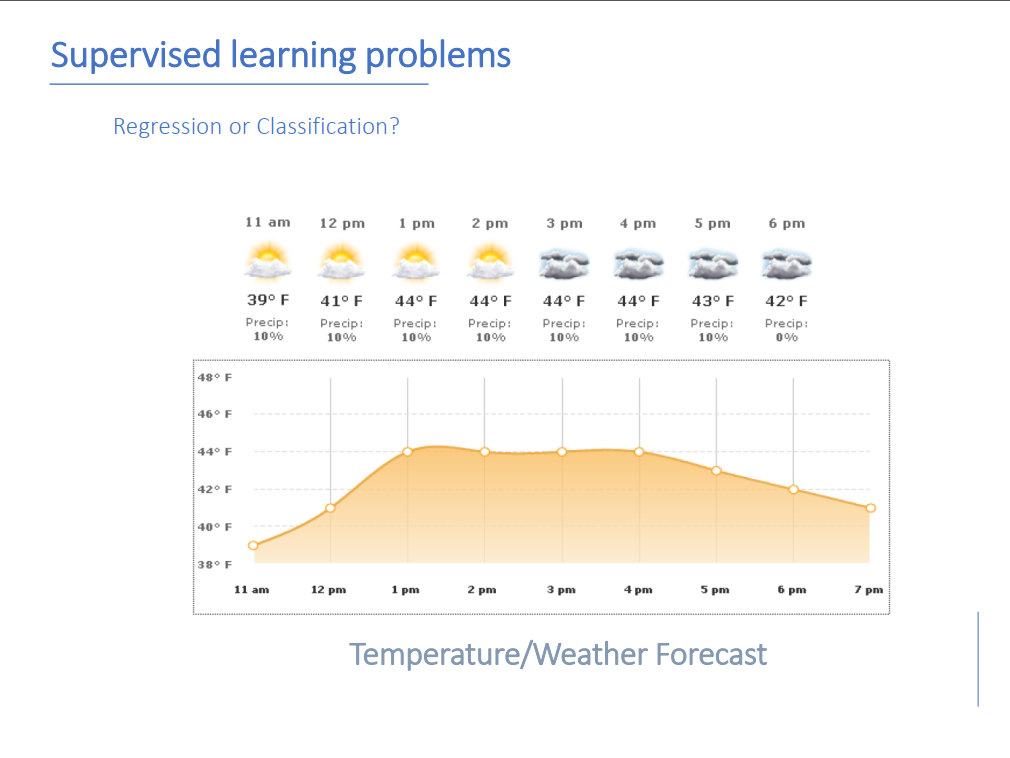 Supervised learning problems
Regression or Classification?
11 am 12 pm 1 pm 2 pm 3 pm 4 pm 5 pm 6 pm
39° F 41° F 44° F 44° F 44° F 44° F 43° F 42° F
Precip: Precip: Precip: Precip: Precip: Precip: Precip: Precip:
10% 10% 10% 10% 10% 10% 10% 0%
48° F
46° F
44° F
42° F
40° F
38° F
11 am 12 pm 1 pm 2 pm 3 pm 4 pm 5 pm 6 pm 7 pm
Temperature/Weather Forecast